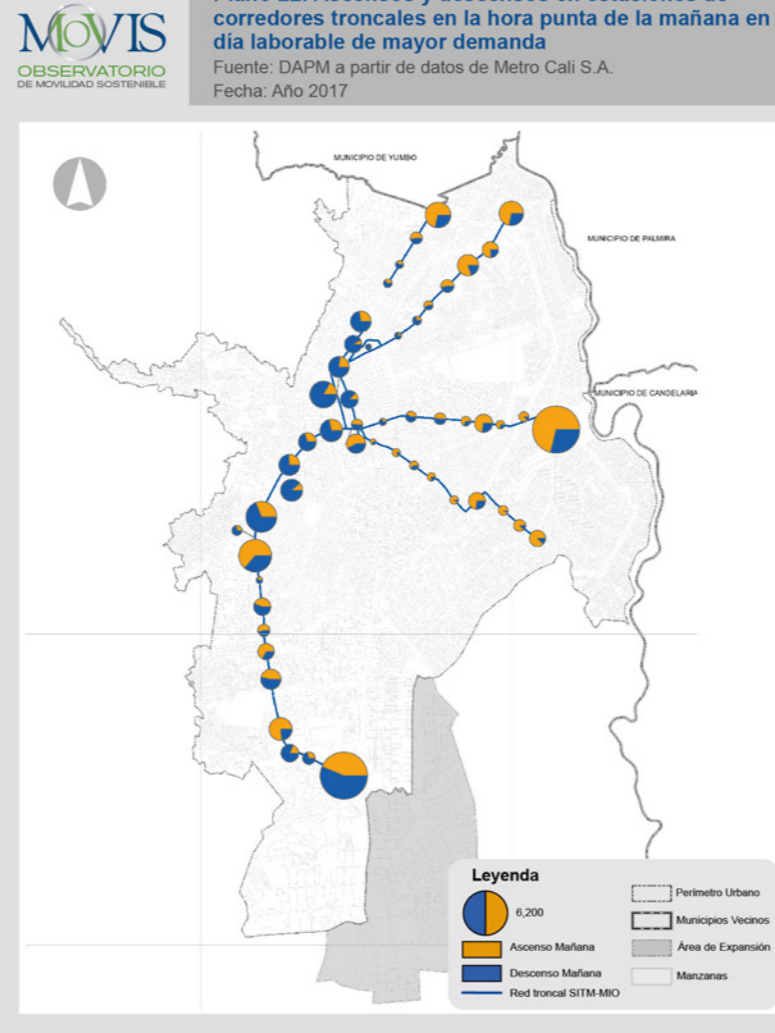 MOVIS
OBSERVATORIO
DE MOVILIDAD SOSTENIBLE
corredores troncales en la hora punta de la mañana en
día laborable de mayor demanda
Fuente: DAPM a partir de datos de Metro Cali S.A.
Fecha: Año 2017
MUNICIPIO DE YUMBO
MUNICIPIO DE PALMIRA
MUNICIPIO DE CANDELARIA
Leyenda
6,200
Ascenso Mañana
Descenso Mañana
Red troncal SITM-MIO
Perímetro Urbano
Municipios Vecinos
Área de Expansión
Manzanas